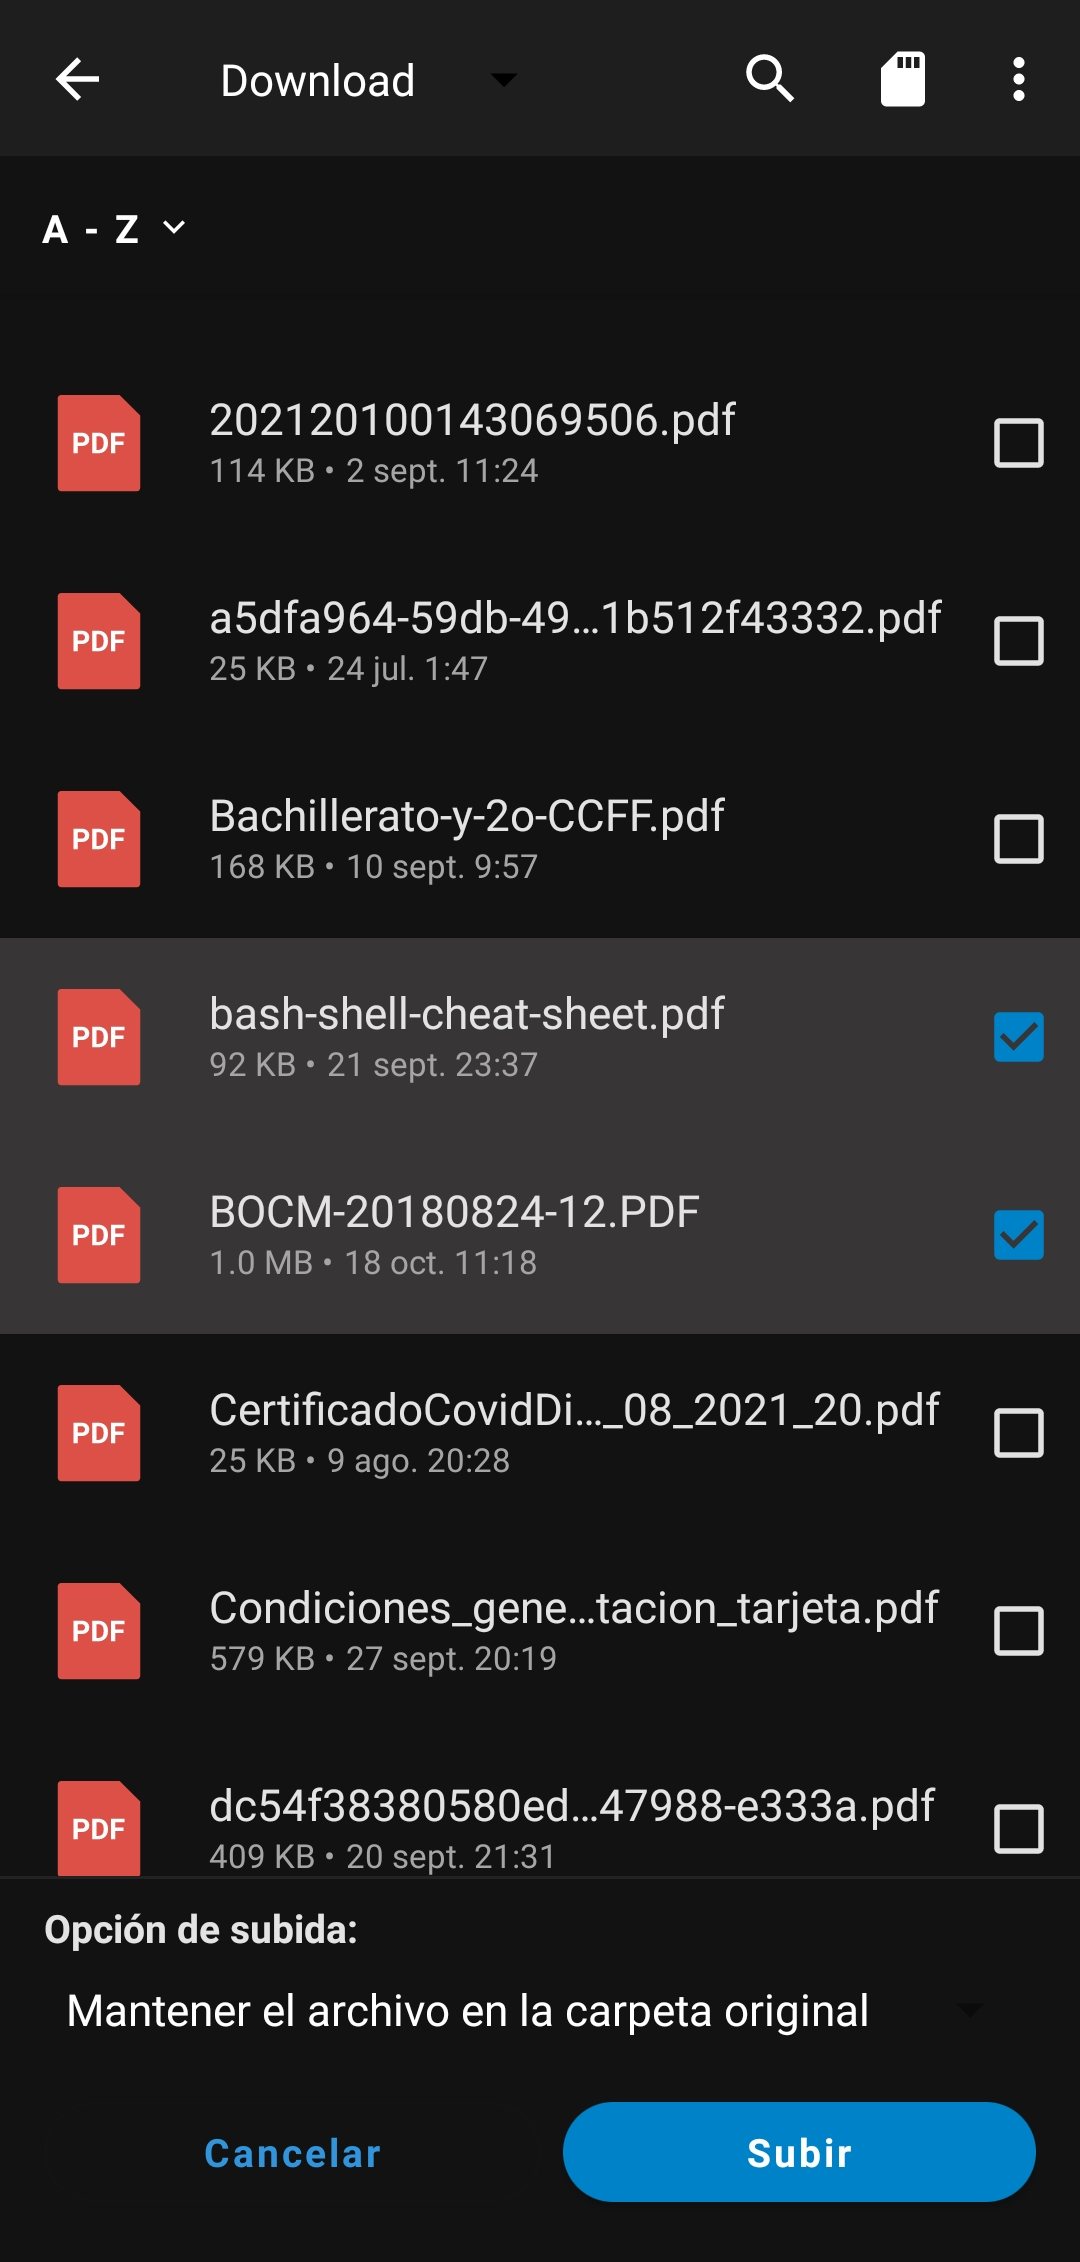 Download
A - Z
PDF
202120100143069506.pdf
114 KB • 2 sept. 11:24
PDF
a5dfa964-59db-49...1b512f43332.pdf
25 KB • 24 jul. 1:47
PDF
Bachillerato-y-2o-CCFF.pdf
168 KB • 10 sept. 9:57
PDF
bash-shell-cheat-sheet.pdf
92 KB • 21 sept. 23:37
PDF
BOCM-20180824-12.PDF
1.0 MB • 18 oct. 11:18
PDF
CertificadoCovidDi..._08_2021_20.pdf
25 KB • 9 ago. 20:28
PDF
Condiciones_gene...tacion_tarjeta.pdf
579 KB • 27 sept. 20:19
PDF
dc54f38380580ed...47988-e333a.pdf
409 KB • 20 sept. 21:31
Opción de subida:
Mantener el archivo en la carpeta original
Cancelar
Subir